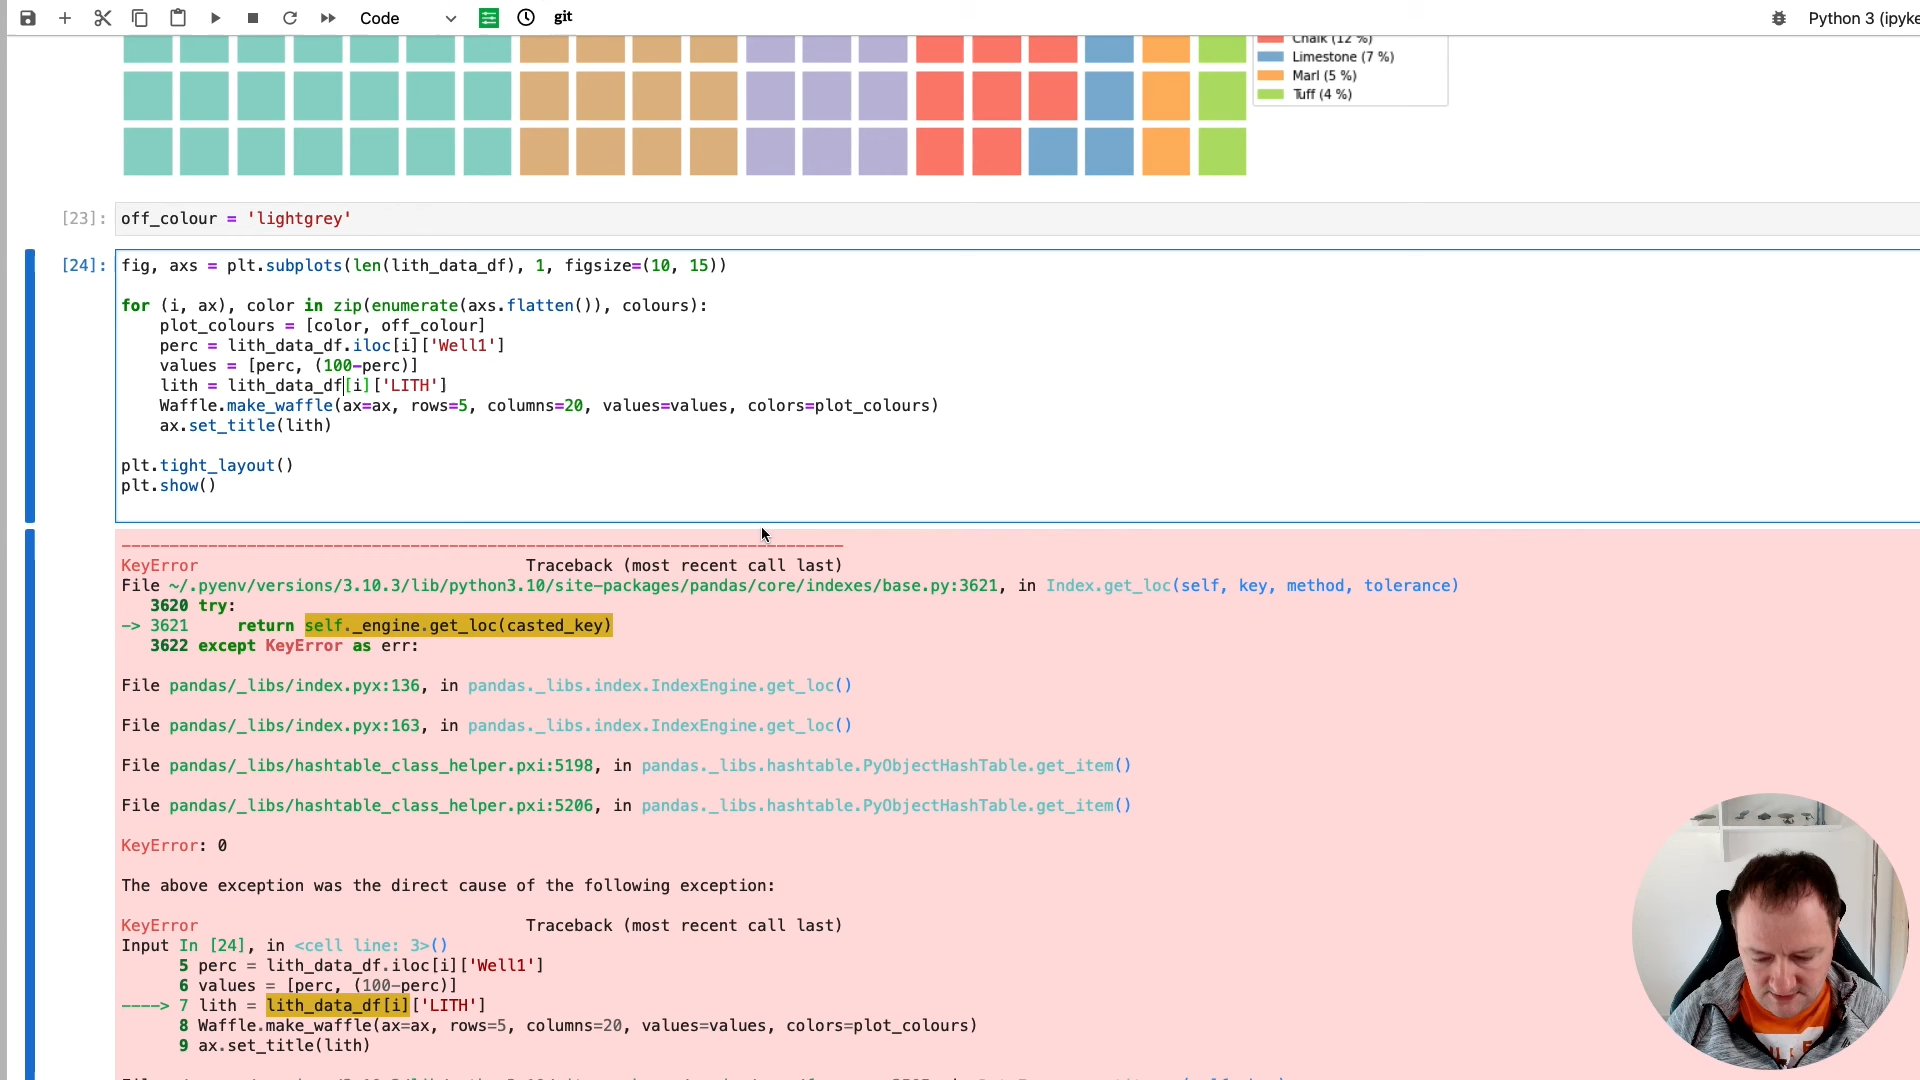 Code
git
Python 3 (ipyke
Chalk (12 %)
Limestone (7 %)
Marl (5 %)
Tuff (4 %)
[23]: off_colour = 'lightgrey'
[24]: fig, axs = plt.subplots(len(lith_data_df), 1, figsize=(10, 15))
for (i, ax), color in zip(enumerate(axs.flatten()), colours):
plot_colours = [color, off_colour]
perc = lith_data_df.iloc[i]['Well1']
values = [perc, (100-perc)]
lith = lith_data_df[i]['LITH']
Waffle.make_waffle(ax=ax, rows=5, columns=20, values=values, colors=plot_colours)
ax.set_title(lith)
plt.tight_layout()
plt.show()
---------------------------------------------------------------------------
KeyError Traceback (most recent call last)
File ~/.pyenv/versions/3.10.3/lib/python3.10/site-packages/pandas/core/indexes/base.py:3621, in Index.get_loc(self, key, method, tolerance)
3620 try:
-> 3621 return self._engine.get_loc(casted_key)
3622 except KeyError as err:
File pandas/_libs/index.pyx:136, in pandas._libs.index.IndexEngine.get_loc()
File pandas/_libs/index.pyx:163, in pandas._libs.index.IndexEngine.get_loc()
File pandas/_libs/hashtable_class_helper.pxi:5198, in pandas._libs.hashtable.PyObjectHashTable.get_item()
File pandas/_libs/hashtable_class_helper.pxi:5206, in pandas._libs.hashtable.PyObjectHashTable.get_item()
KeyError: 0
The above exception was the direct cause of the following exception:
KeyError Traceback (most recent call last)
Input In [24], in <cell line: 3>()
5 perc = lith_data_df.iloc[i]['Well1']
6 values = [perc, (100-perc)]
----> 7 lith = lith_data_df[i]['LITH']
8 Waffle.make_waffle(ax=ax, rows=5, columns=20, values=values, colors=plot_colours)
9 ax.set_title(lith)